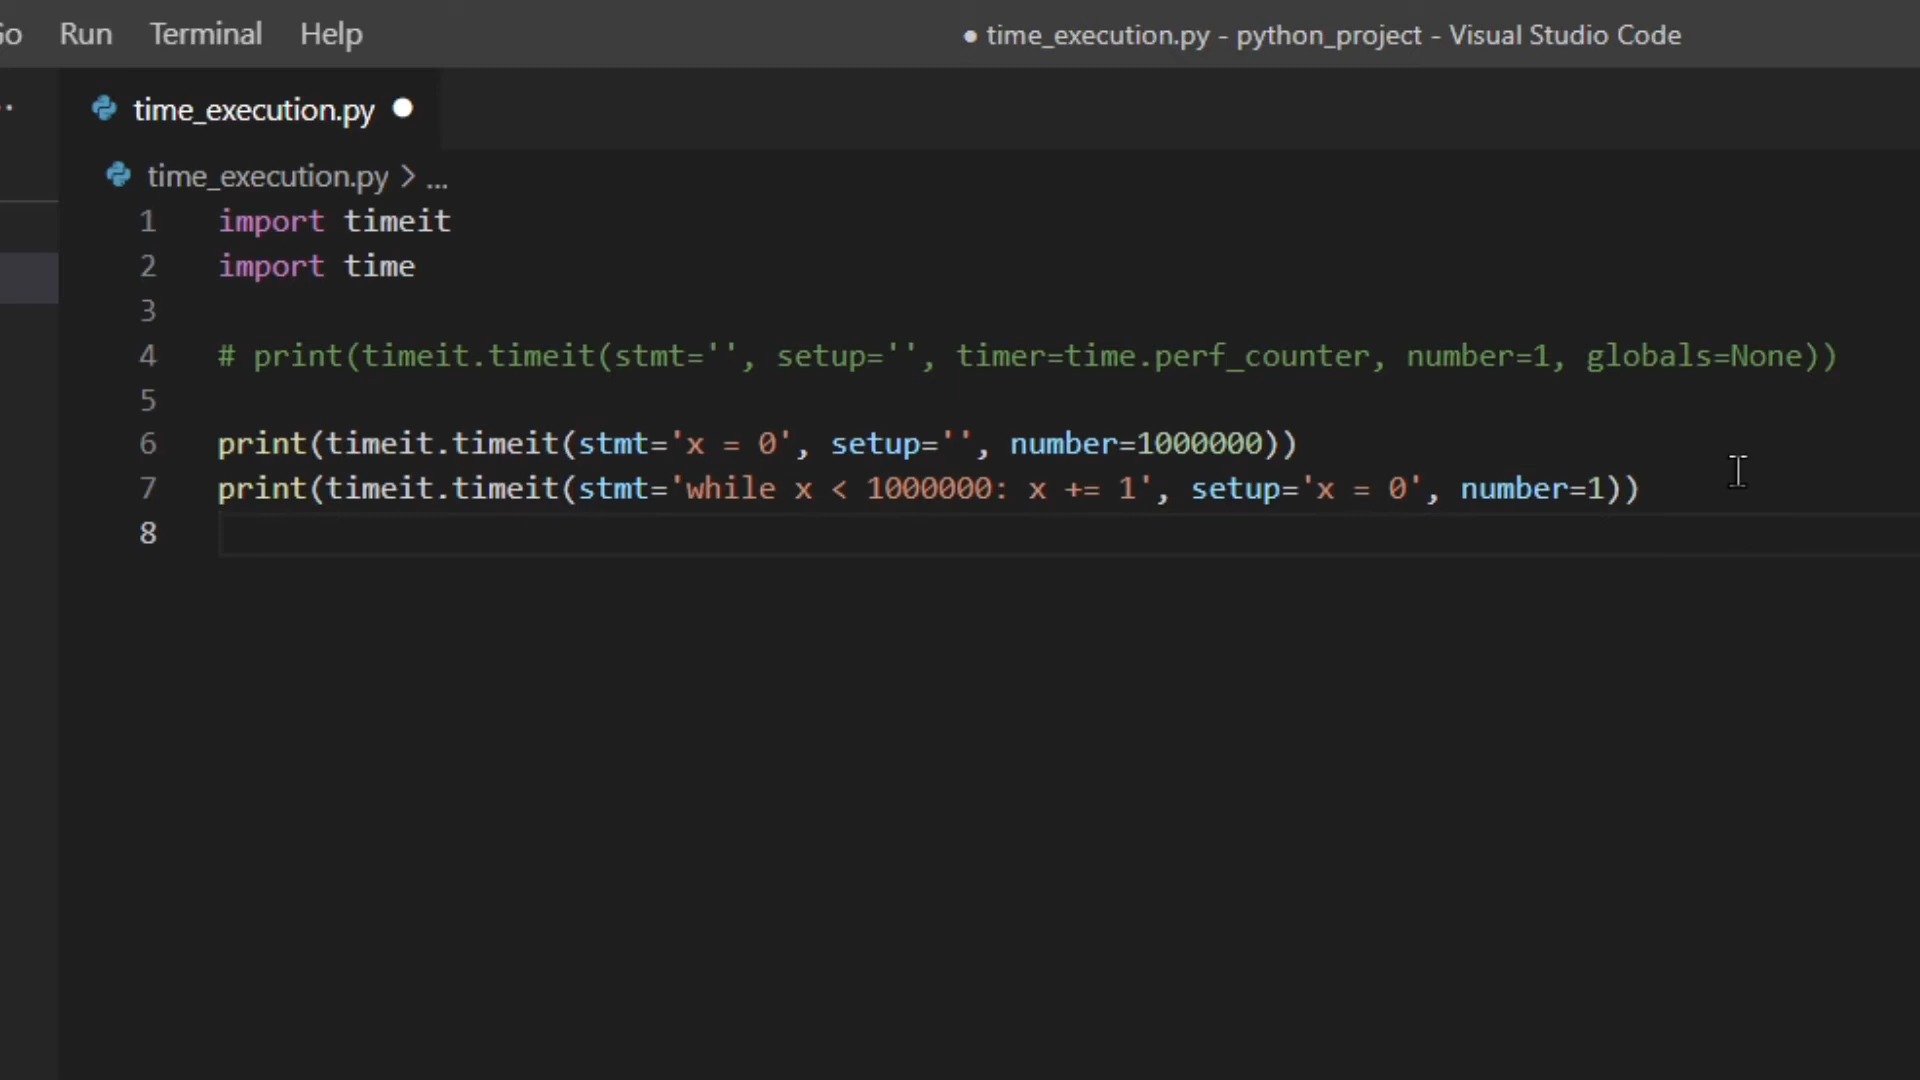 Run Terminal Help ● time_execution.py - python_project - Visual Studio Code
time_execution.py
time_execution.py > ...
1 import timeit
2 import time
3
4 # print(timeit.timeit(stmt='', setup='', timer=time.perf_counter, number=1, globals=None))
5
6 print(timeit.timeit(stmt='x = 0', setup='', number=1000000))
7 print(timeit.timeit(stmt='while x < 1000000: x += 1', setup='x = 0', number=1))
8